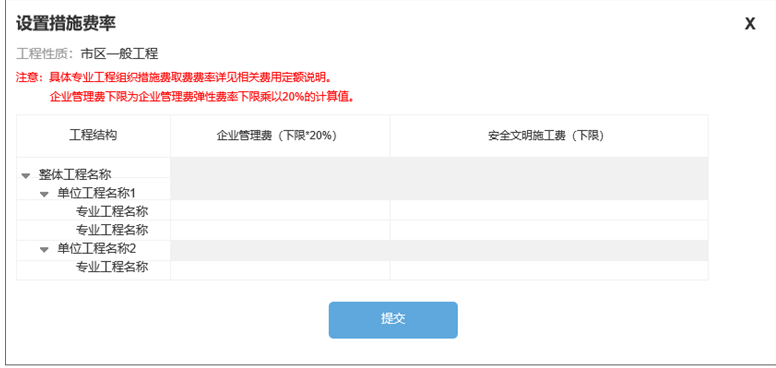 设置措施费率 X
工程性质：市区一般工程
注意：具体专业工程组织措施费取费费率详见相关费用定额说明。
企业管理费下限为企业管理费弹性费率下限乘以20%的计算值。
工程结构 企业管理费（下限*20%） 安全文明施工费（下限）
整体工程名称
单位工程名称1
专业工程名称
专业工程名称
单位工程名称2
专业工程名称
提交